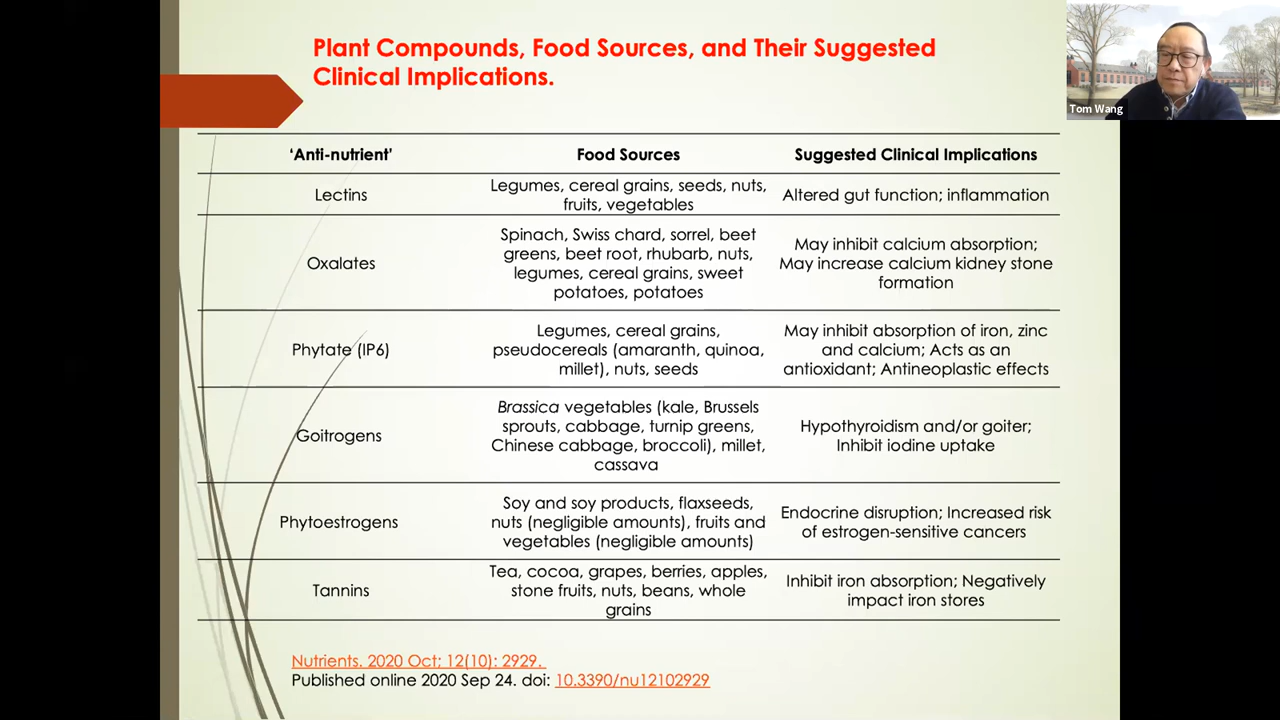 Plant Compounds, Food Sources, and Their Suggested
Clinical Implications.
Tom Wang
‘Anti-nutrient’ Food Sources Suggested Clinical Implications
Lectins
Legumes, cereal grains, seeds, nuts,
fruits, vegetables
Altered gut function; inflammation
Oxalates
Spinach, Swiss chard, sorrel, beet
greens, beet root, rhubarb, nuts,
legumes, cereal grains, sweet
potatoes, potatoes
May inhibit calcium absorption;
May increase calcium kidney stone
formation
Phytate (IP6)
Legumes, cereal grains,
pseudocereals (amaranth, quinoa,
millet), nuts, seeds
May inhibit absorption of iron, zinc
and calcium; Acts as an
antioxidant; Antineoplastic effects
Goitrogens
Brassica vegetables (kale, Brussels
sprouts, cabbage, turnip greens,
Chinese cabbage, broccoli), millet,
cassava
Hypothyroidism and/or goiter;
Inhibit iodine uptake
Phytoestrogens
Soy and soy products, flaxseeds,
nuts (negligible amounts), fruits and
vegetables (negligible amounts)
Endocrine disruption; Increased risk
of estrogen-sensitive cancers
Tannins
Tea, cocoa, grapes, berries, apples,
stone fruits, nuts, beans, whole
grains
Inhibit iron absorption; Negatively
impact iron stores
Nutrients. 2020 Oct; 12(10): 2929.
Published online 2020 Sep 24. doi: 10.3390/nu12102929